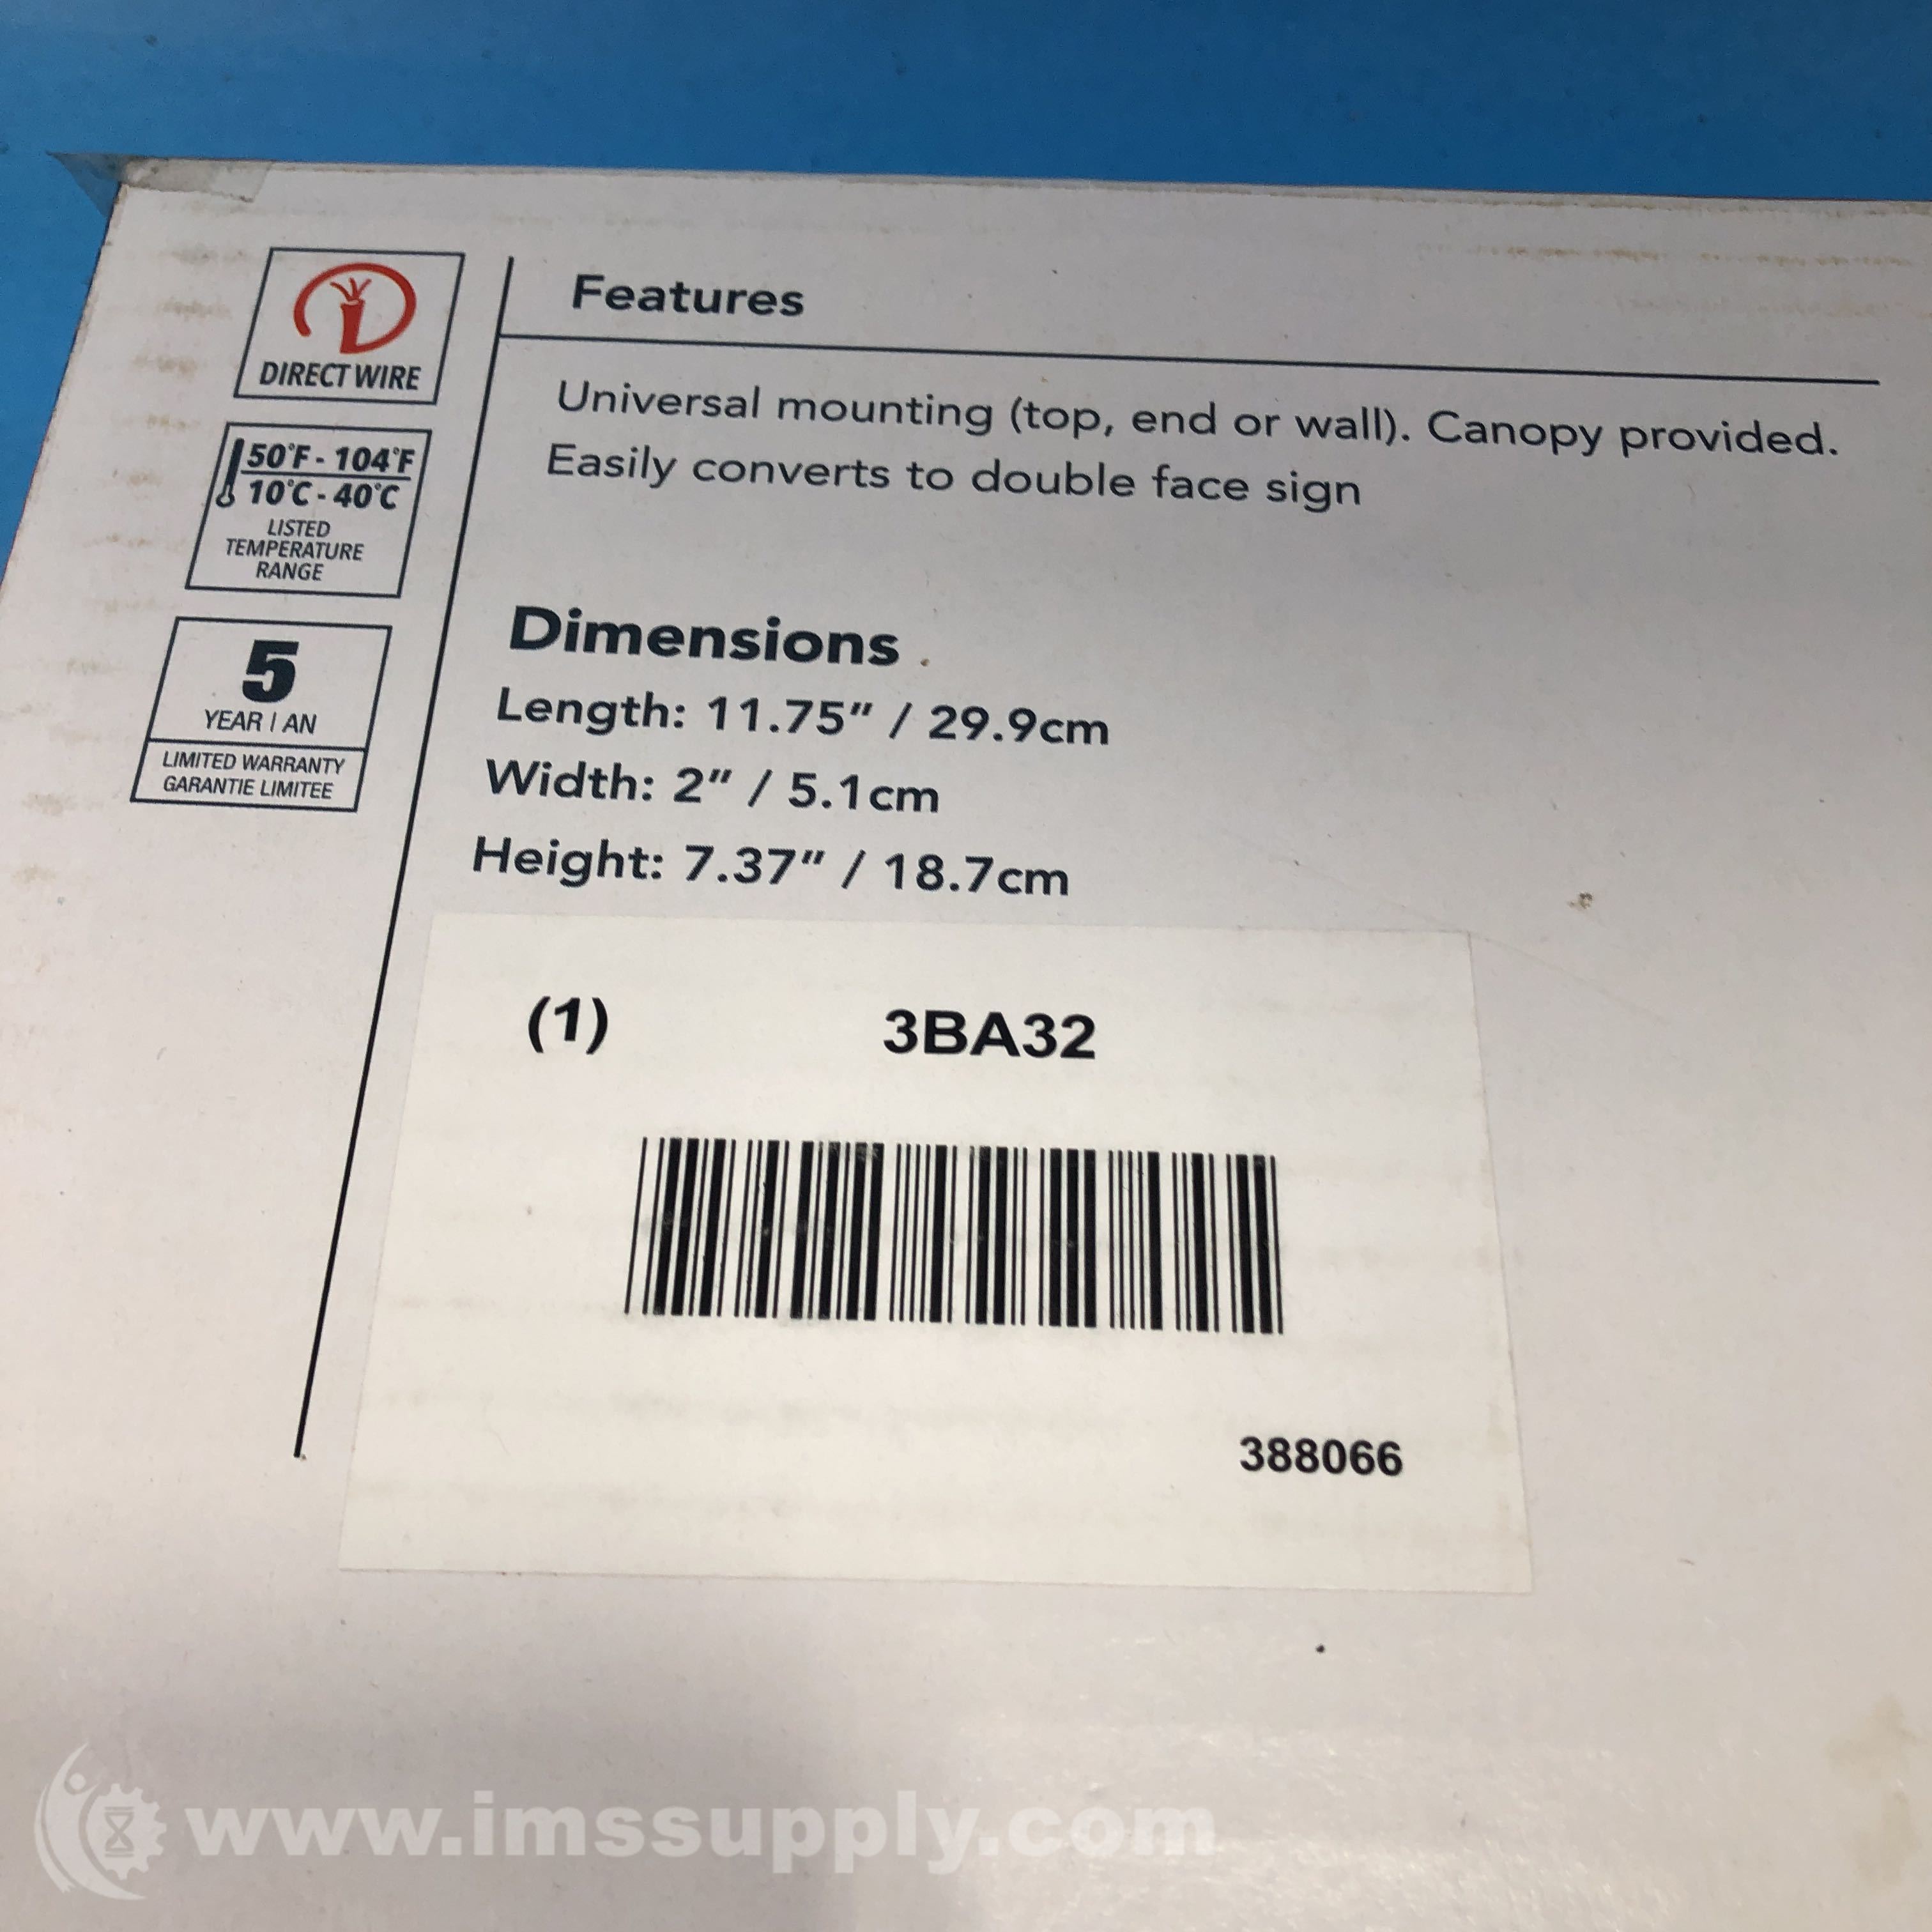 DIRECT WIRE
50°F - 104°F
10°C - 40°C
LISTED
TEMPERATURE
RANGE
5
YEAR | AN
LIMITED WARRANTY
GARANTIE LIMITEE
Features
Universal mounting (top, end or wall). Canopy provided.
Easily converts to double face sign
Dimensions
Length: 11.75" / 29.9cm
Width: 2" / 5.1cm
Height: 7.37" / 18.7cm
(1) 3BA32
388066
www.imssupply.com